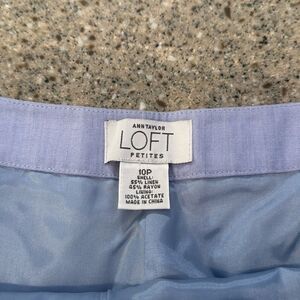 ANN TAYLOR
LOFT
PETITES
10P
SHELL:
55% LINEN
45% RAYON
LINING:
100% ACETATE
MADE IN CHINA